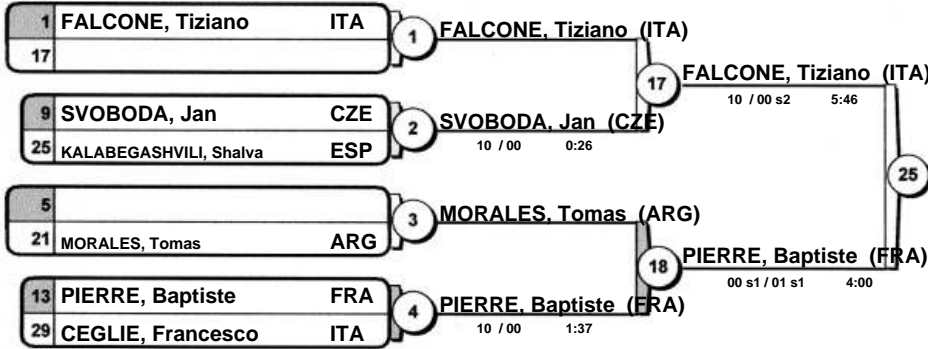 1 FALCONE, Tiziano ITA
17
1 FALCONE, Tiziano (ITA)
9 SVOBODA, Jan CZE
25 KALABEGASHVILI, Shalva ESP
2 SVOBODA, Jan (CZE)
10 / 00 0:26
17 FALCONE, Tiziano (ITA)
10 / 00 s2 5:46
5
21 MORALES, Tomas ARG
3 MORALES, Tomas (ARG)
13 PIERRE, Baptiste FRA
29 CEGLIE, Francesco ITA
4 PIERRE, Baptiste (FRA)
10 / 00 1:37
18 PIERRE, Baptiste (FRA)
00 s1 / 01 s1 4:00
25